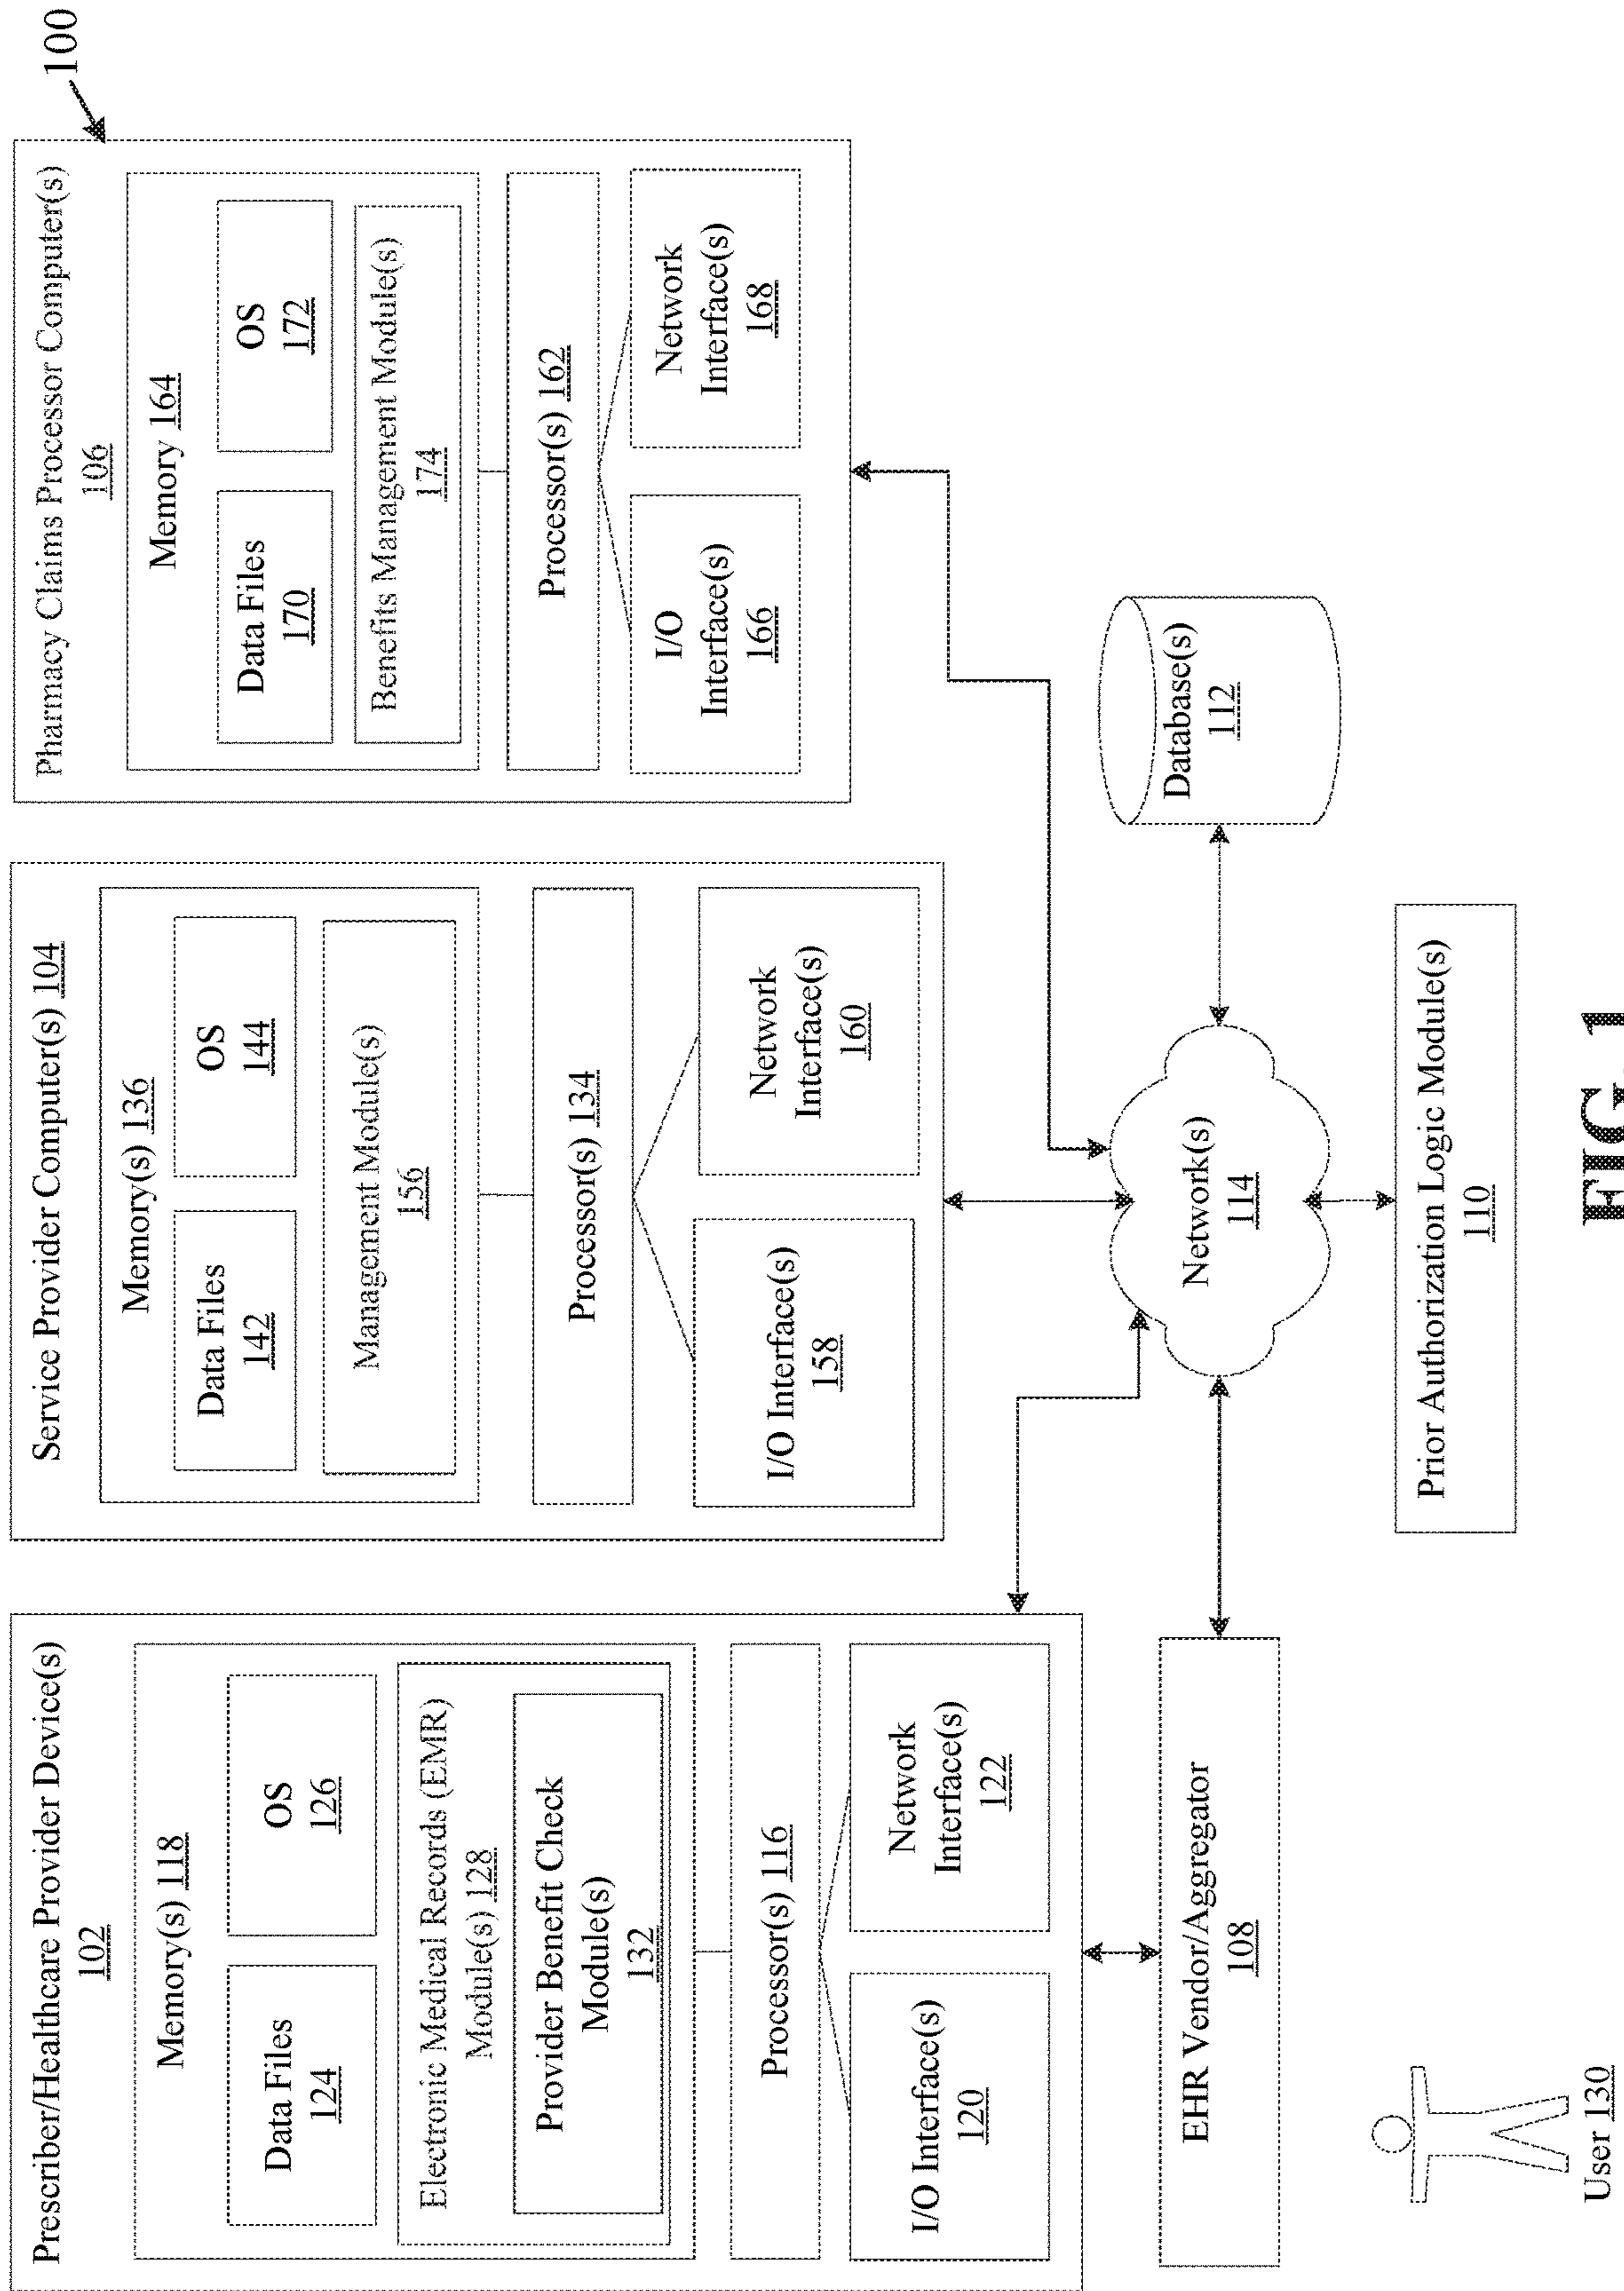 100
Prescriber/Healthcare Provider Device(s)
102
Memory(s) 118
Data Files
124
OS
126
Electronic Medical Records (EMR)
Module(s) 128
Provider Benefit Check
Module(s)
132
Processor(s) 116
I/O Interface(s)
120
Network
Interface(s)
122
Service Provider Computer(s) 104
Memory(s) 136
Data Files
142
OS
144
Management Module(s)
156
Processor(s) 134
I/O Interface(s)
158
Network
Interface(s)
160
Pharmacy Claims Processor Computer(s)
106
Memory 164
Data Files
170
OS
172
Benefits Management Module(s)
174
Processor(s) 162
I/O
Interface(s)
166
Network
Interface(s)
168
EHR Vendor/Aggregator
108
Network(s)
114
Database(s)
112
Prior Authorization Logic Module(s)
110
User 130
FIG. 1